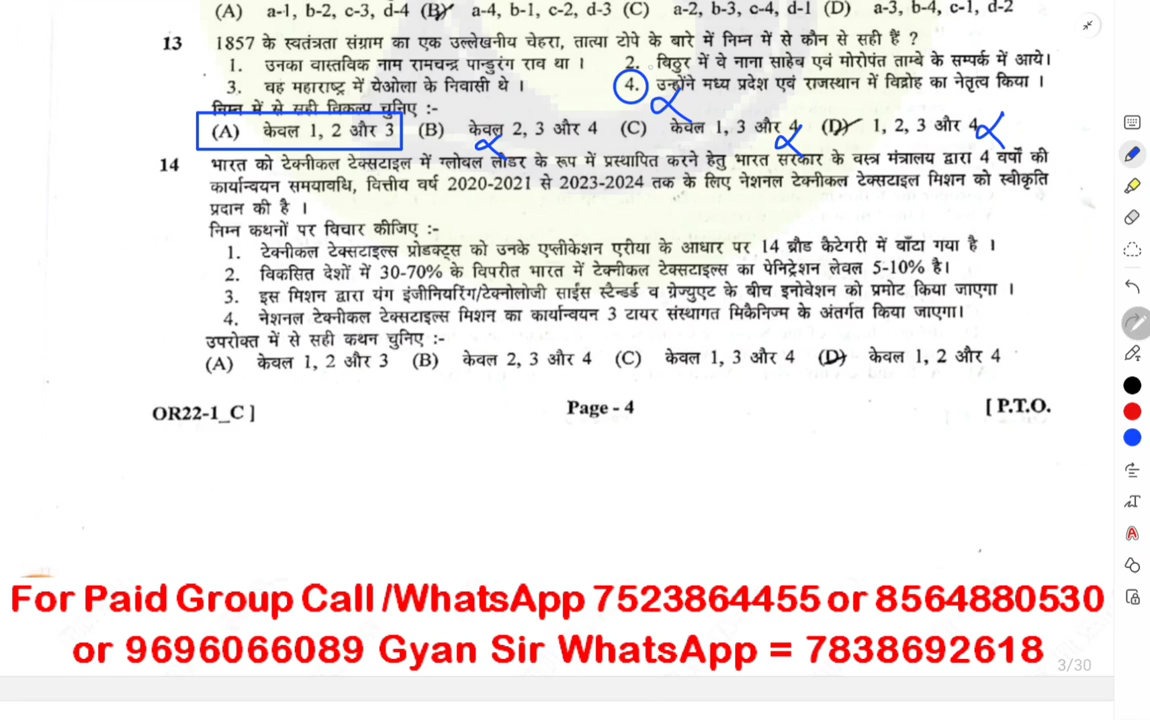 (A) a-1, b-2, c-3, d-4 (B) a-4, b-1, c-2, d-3 (C) a-2, b-3, c-4, d-1 (D) a-3, b-4, c-1, d-2
13 1857 के स्वतंत्रता संग्राम का एक उल्लेखनीय चेहरा, तात्या टोपे के बारे में निम्न में से कौन से सही हैं ?
1. उनका वास्तविक नाम रामचन्द्र पान्डुरंग राव था । 2. बिठुर में वे नाना साहेब एवं मोरोपंत ताम्बे के सम्पर्क में आये।
3. वह महाराष्ट्र में येओला के निवासी थे । 4. उन्होंने मध्य प्रदेश एवं राजस्थान में विद्रोह का नेतृत्व किया ।
निम्न में से सही विकल्प चुनिए :-
(A) केवल 1, 2 और 3 (B) केवल 2, 3 और 4 (C) केवल 1, 3 और 4 (D) 1, 2, 3 और 4
14 भारत को टेक्नीकल टेक्सटाइल में ग्लोबल लीडर के रूप में प्रस्थापित करने हेतु भारत सरकार के वस्त्र मंत्रालय द्वारा 4 वर्षों की
कार्यान्वयन समयावधि, वित्तीय वर्ष 2020-2021 से 2023-2024 तक के लिए नेशनल टेक्नीकल टेक्सटाइल मिशन को स्वीकृति
प्रदान की है ।
निम्न कथनों पर विचार कीजिए :-
1. टेक्नीकल टेक्सटाइल्स प्रोडक्ट्स को उनके एप्लीकेशन एरीया के आधार पर 14 ब्रौड कैटेगरी में बाँटा गया है ।
2. विकसित देशों में 30-70% के विपरीत भारत में टेक्नीकल टेक्सटाइल्स का पेनिट्रेशन लेवल 5-10% है।
3. इस मिशन द्वारा यंग इंजीनियरिंग/टेक्नोलोजी साईंस स्टैन्डर्ड व ग्रेज्युएट के बीच इनोवेशन को प्रमोट किया जाएगा ।
4. नेशनल टेक्नीकल टेक्सटाइल्स मिशन का कार्यान्वयन 3 टायर संस्थागत मिकैनिज्म के अंतर्गत किया जाएगा।
उपरोक्त में से सही कथन चुनिए :-
(A) केवल 1, 2 और 3 (B) केवल 2, 3 और 4 (C) केवल 1, 3 और 4 (D) केवल 1, 2 और 4
OR22-1_C ] Page - 4 [ P.T.O.
For Paid Group Call /WhatsApp 7523864455 or 8564880530
or 9696066089 Gyan Sir WhatsApp = 7838692618
3/30